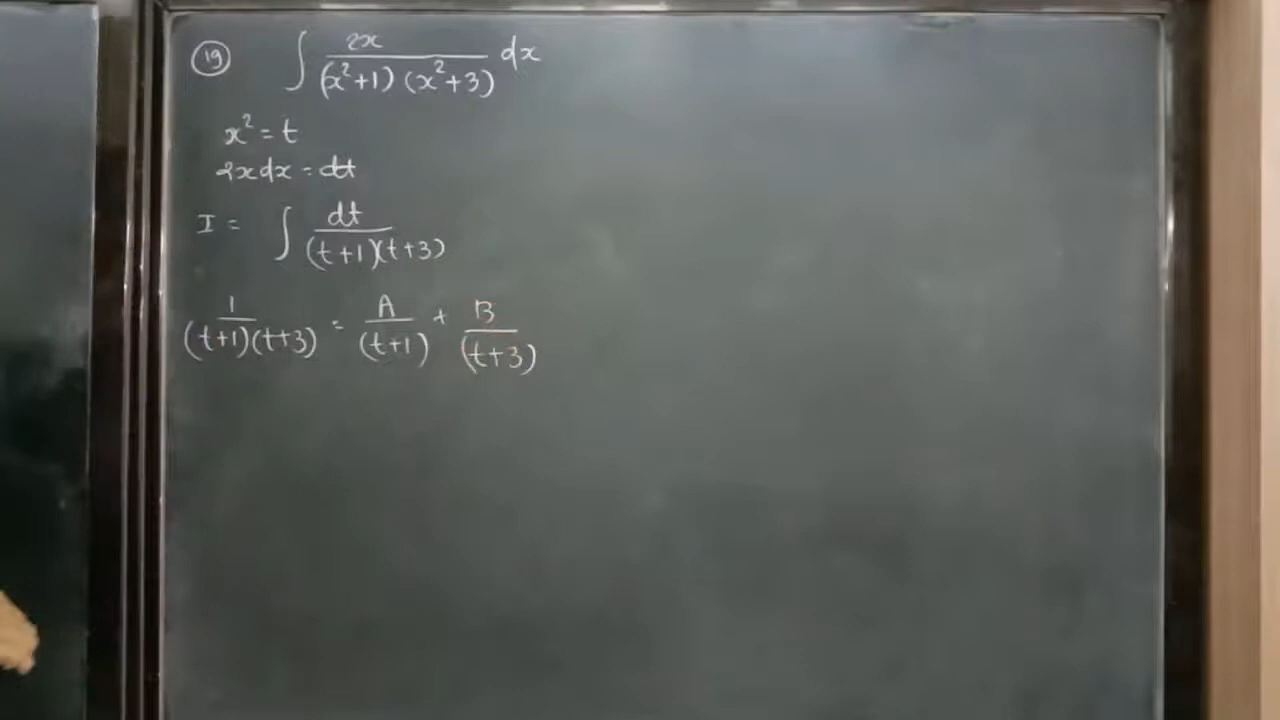 ⑲ ∫ 2x / (x²+1)(x²+3) dx
x² = t
2x dx = dt
I = ∫ dt / (t+1)(t+3)
1 / (t+1)(t+3) = A / (t+1) + B / (t+3)